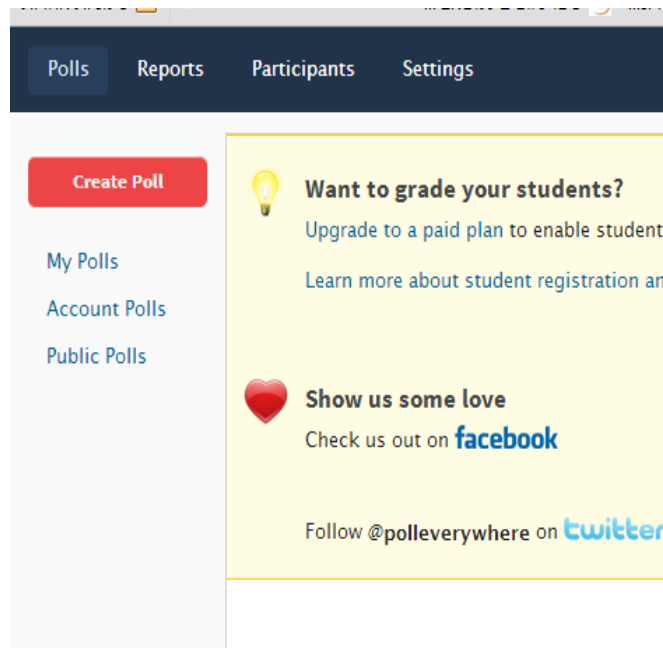 Polls Reports Participants Settings
Create Poll
My Polls
Account Polls
Public Polls
Want to grade your students?
Upgrade to a paid plan to enable student
Learn more about student registration an
Show us some love
Check us out on facebook
Follow @polleverywhere on twitter